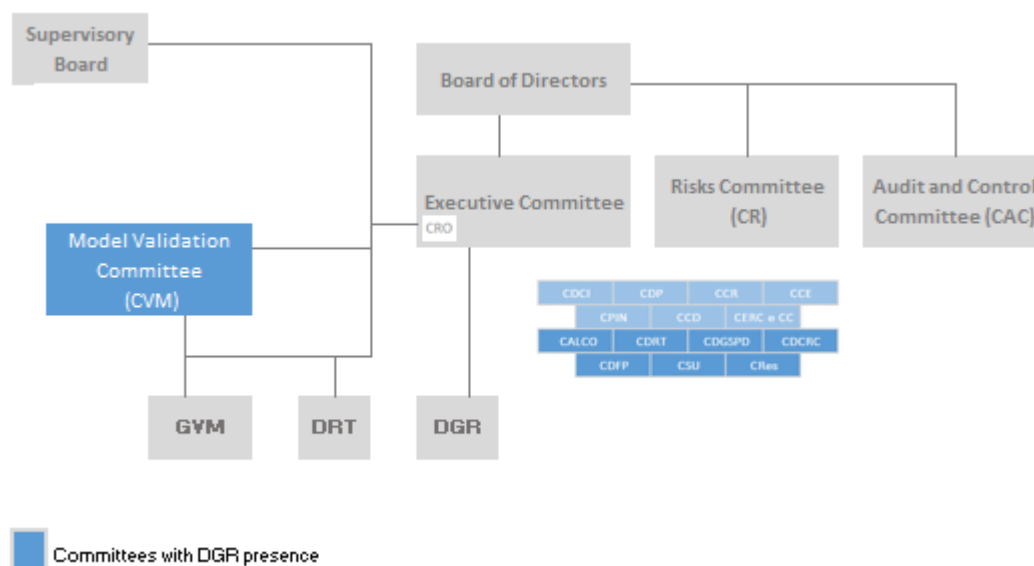 Supervisory
Board
Board of Directors
Executive Committee
CRO
Risks Committee
(CR)
Audit and Control
Committee (CAC)
Model Validation
Committee
(CVM)
CDCI CDP CCR CCE
CPIN CCD CERC e CC
CALCO CDRT CDGSPD CDCRC
CDFP CSU CRes
GVM DRT DGR
Committees with DGR presence